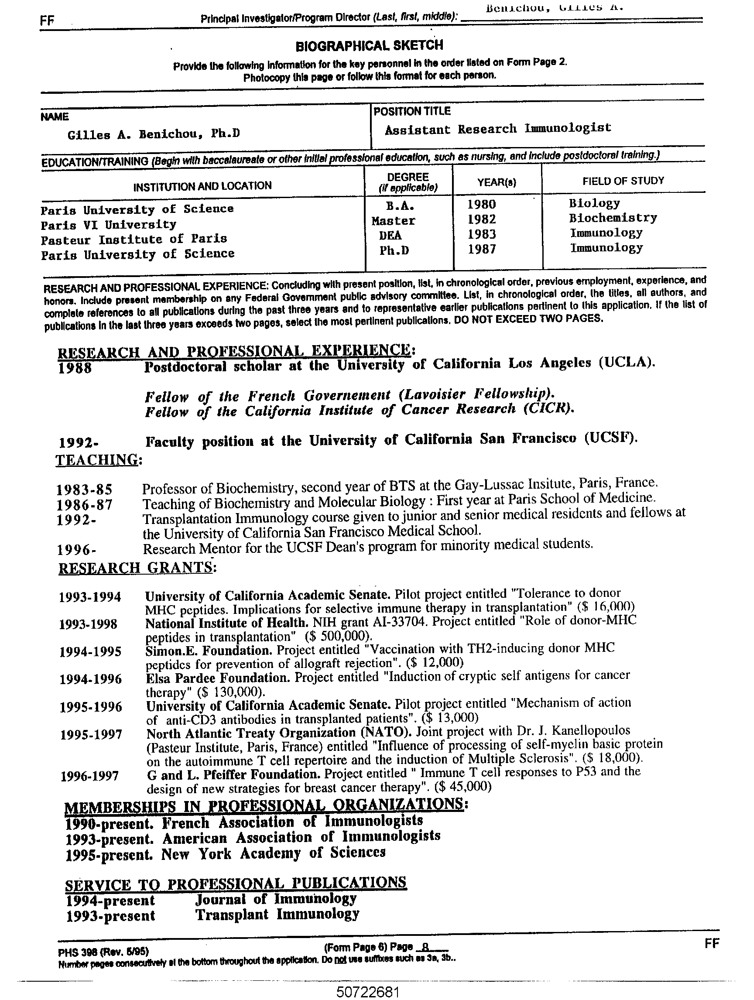 FF
Principal Investigator/Program Director (Last, first, middle): Benichou, Gilles A.
BIOGRAPHICAL SKETCH
Provide the following information for the key personnel in the order listed on Form Page 2.
Photocopy this page or follow this format for each person.
NAME POSITION TITLE
Gilles A. Benichou, Ph.D Assistant Research Immunologist
EDUCATION/TRAINING (Begin with baccalaureate or other initial professional education, such as nursing, and include postdoctoral training.)
INSTITUTION AND LOCATION DEGREE (if applicable) YEAR(s) FIELD OF STUDY
Paris University of Science B.A. 1980 Biology
Paris VI University Master 1982 Biochemistry
Pasteur Institute of Paris DEA 1983 Immunology
Paris University of Science Ph.D 1987 Immunology
RESEARCH AND PROFESSIONAL EXPERIENCE: Concluding with present position, list, in chronological order, previous employment, experience, and
honors. Include present membership on any Federal Government public advisory committee. List, in chronological order, the titles, all authors, and
complete references to all publications during the past three years and to representative earlier publications pertinent to this application. If the list of
publications in the last three years exceeds two pages, select the most pertinent publications. DO NOT EXCEED TWO PAGES.
RESEARCH AND PROFESSIONAL EXPERIENCE:
1988 Postdoctoral scholar at the University of California Los Angeles (UCLA).
Fellow of the French Governement (Lavoisier Fellowship).
Fellow of the California Institute of Cancer Research (CICR).
1992- Faculty position at the University of California San Francisco (UCSF).
TEACHING:
1983-85 Professor of Biochemistry, second year of BTS at the Gay-Lussac Insitute, Paris, France.
1986-87 Teaching of Biochemistry and Molecular Biology : First year at Paris School of Medicine.
1992- Transplantation Immunology course given to junior and senior medical residents and fellows at
the University of California San Francisco Medical School.
1996- Research Mentor for the UCSF Dean's program for minority medical students.
RESEARCH GRANTS:
1993-1994 University of California Academic Senate. Pilot project entitled "Tolerance to donor
MHC peptides. Implications for selective immune therapy in transplantation" ($ 16,000)
1993-1998 National Institute of Health. NIH grant AI-33704. Project entitled "Role of donor-MHC
peptides in transplantation" ($ 500,000).
1994-1995 Simon.E. Foundation. Project entitled "Vaccination with TH2-inducing donor MHC
peptides for prevention of allograft rejection". ($ 12,000)
1994-1996 Elsa Pardee Foundation. Project entitled "Induction of cryptic self antigens for cancer
therapy" ($ 130,000).
1995-1996 University of California Academic Senate. Pilot project entitled "Mechanism of action
of anti-CD3 antibodies in transplanted patients". ($ 13,000)
1995-1997 North Atlantic Treaty Organization (NATO). Joint project with Dr. J. Kanellopoulos
(Pasteur Institute, Paris, France) entitled "Influence of processing of self-myelin basic protein
on the autoimmune T cell repertoire and the induction of Multiple Sclerosis". ($ 18,000).
1996-1997 G and L. Pfeiffer Foundation. Project entitled " Immune T cell responses to P53 and the
design of new strategies for breast cancer therapy". ($ 45,000)
MEMBERSHIPS IN PROFESSIONAL ORGANIZATIONS:
1990-present. French Association of Immunologists
1993-present. American Association of Immunologists
1995-present. New York Academy of Sciences
SERVICE TO PROFESSIONAL PUBLICATIONS
1994-present Journal of Immunology
1993-present Transplant Immunology
PHS 398 (Rev. 5/95) (Form Page 6) Page 8 FF
Number pages consecutively at the bottom throughout the application. Do not use suffixes such as 3a, 3b..
50722681